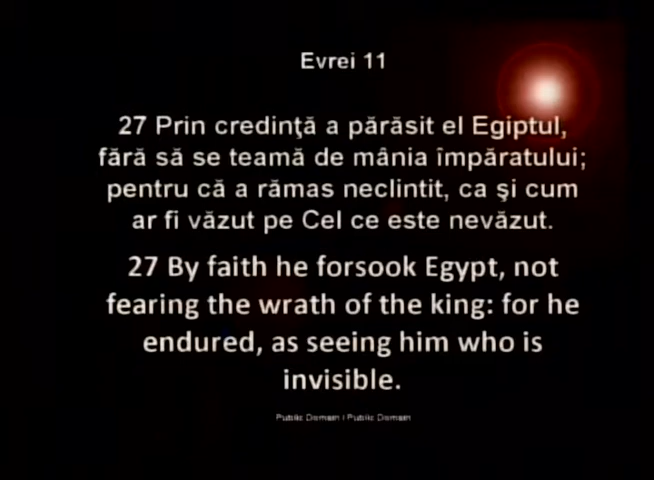 Evrei 11
27 Prin credinţă a părăsit el Egiptul,
fără să se teamă de mânia împăratului;
pentru că a rămas neclintit, ca şi cum
ar fi văzut pe Cel ce este nevăzut.
27 By faith he forsook Egypt, not
fearing the wrath of the king: for he
endured, as seeing him who is
invisible.
Public Domain | Public Domain